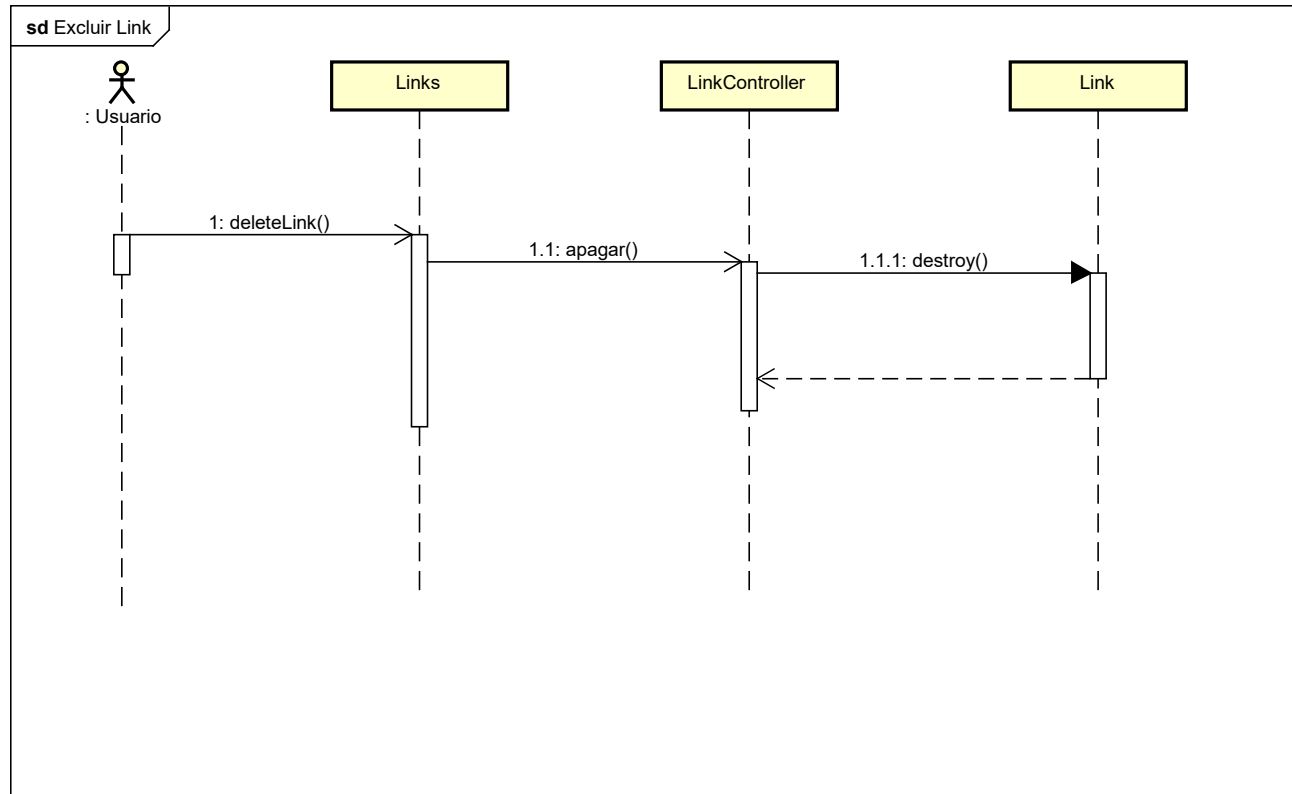 sd Excluir Link
: Usuario
Links
LinkController
Link
1: deleteLink()
1.1: apagar()
1.1.1: destroy()